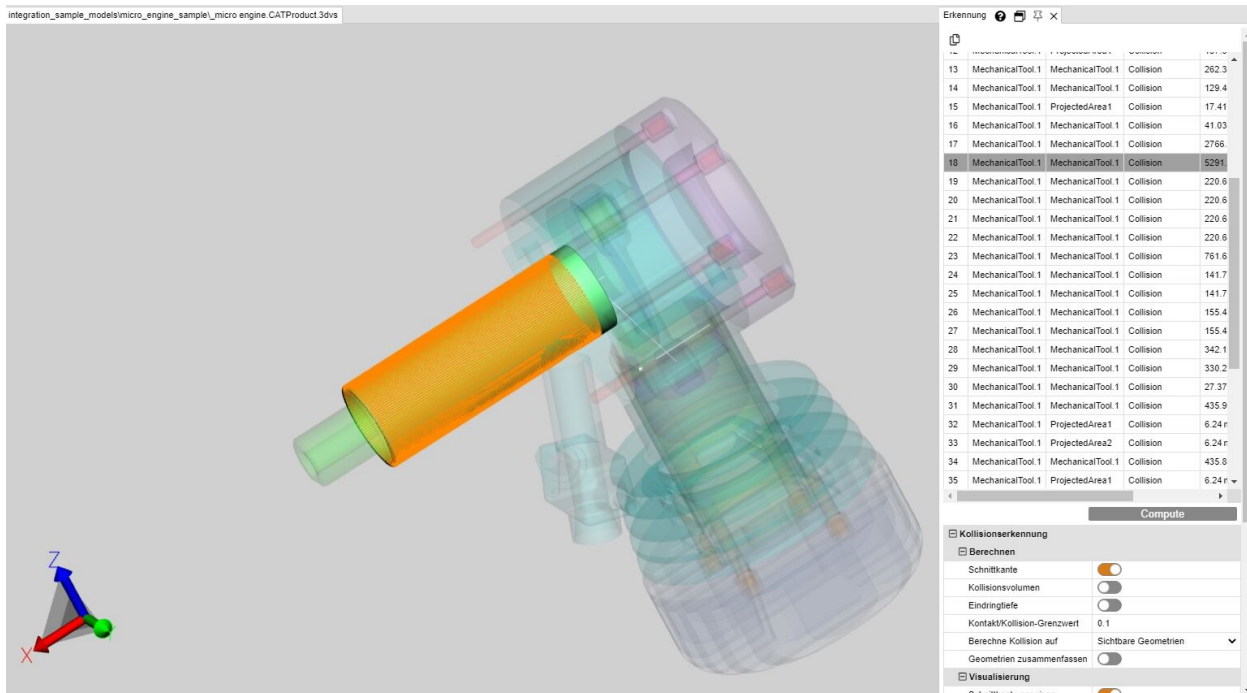 integration_sample_models\micro_engine_sample\_micro engine.CATProduct.3dvs
Erkennung
13 MechanicalTool.1 MechanicalTool.1 Collision 262.3
14 MechanicalTool.1 MechanicalTool.1 Collision 129.4
15 MechanicalTool.1 ProjectedArea1 Collision 17.41
16 MechanicalTool.1 MechanicalTool.1 Collision 41.03
17 MechanicalTool.1 MechanicalTool.1 Collision 2766.
18 MechanicalTool.1 MechanicalTool.1 Collision 5291.
19 MechanicalTool.1 MechanicalTool.1 Collision 220.6
20 MechanicalTool.1 MechanicalTool.1 Collision 220.6
21 MechanicalTool.1 MechanicalTool.1 Collision 220.6
22 MechanicalTool.1 MechanicalTool.1 Collision 220.6
23 MechanicalTool.1 MechanicalTool.1 Collision 761.6
24 MechanicalTool.1 MechanicalTool.1 Collision 141.7
25 MechanicalTool.1 MechanicalTool.1 Collision 141.7
26 MechanicalTool.1 MechanicalTool.1 Collision 155.4
27 MechanicalTool.1 MechanicalTool.1 Collision 155.4
28 MechanicalTool.1 MechanicalTool.1 Collision 342.1
29 MechanicalTool.1 MechanicalTool.1 Collision 330.2
30 MechanicalTool.1 MechanicalTool.1 Collision 27.37
31 MechanicalTool.1 MechanicalTool.1 Collision 435.9
32 MechanicalTool.1 ProjectedArea1 Collision 6.24
33 MechanicalTool.1 ProjectedArea2 Collision 6.24
34 MechanicalTool.1 MechanicalTool.1 Collision 435.8
35 MechanicalTool.1 ProjectedArea1 Collision 6.24
Compute
Kollisionserkennung
Berechnen
Schnittkante
Kollisionsvolumen
Eindringtiefe
Kontakt/Kollision-Grenzwert 0.1
Berechne Kollision auf Sichtbare Geometrien
Geometrien zusammenfassen
Visualisierung
Z
X